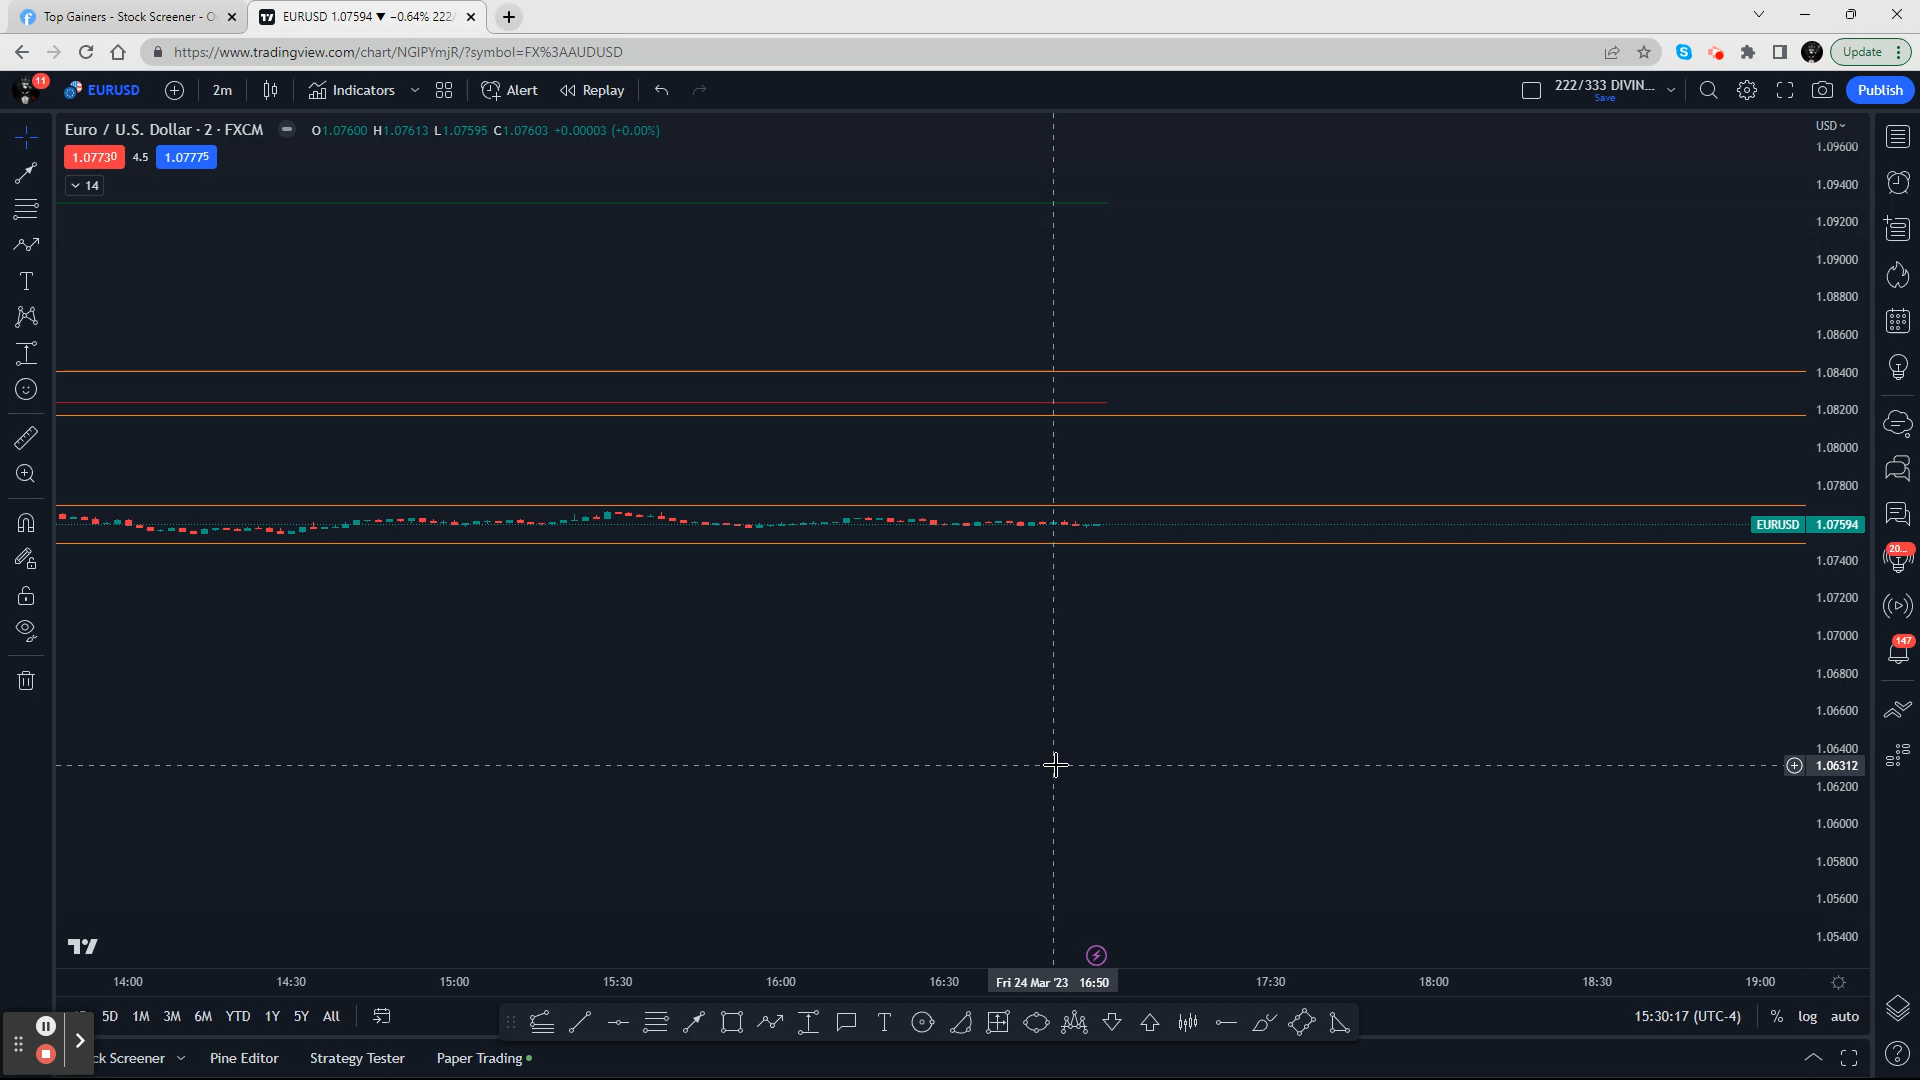 Top Gainers - Stock Screener - O
EURUSD 1.07594 ▼ −0.64% 222/
https://www.tradingview.com/chart/NGIPYmjR/?symbol=FX%3AAUDUSD
Update
11
EURUSD
2m
Indicators
Alert
Replay
222/333 DIVIN...
Save
Publish
Euro / U.S. Dollar · 2 · FXCM
O1.07600 H1.07613 L1.07595 C1.07603 +0.00003 (+0.00%)
USD
1.07730
4.5
1.07775
14
1.09600
1.09400
1.09200
1.09000
1.08800
1.08600
1.08400
1.08200
1.08000
1.07800
EURUSD 1.07594
1.07400
1.07200
1.07000
1.06800
1.06600
1.06400
1.06312
1.06200
1.06000
1.05800
1.05600
1.05400
20...
147
14:00 14:30 15:00 15:30 16:00 16:30 Fri 24 Mar '23 16:50 17:30 18:00 18:30 19:00
5D 1M 3M 6M YTD 1Y 5Y All
15:30:17 (UTC-4) % log auto
ck Screener Pine Editor Strategy Tester Paper Trading